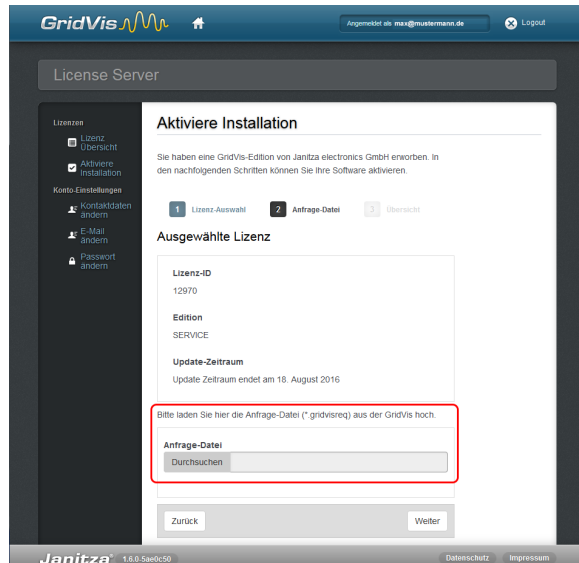 GridVis
Angemeldet als max@mustermann.de
Logout
License Server
Lizenzen
Lizenz
Übersicht
Aktiviere
Installation
Konto-Einstellungen
Kontaktdaten
ändern
E-Mail
ändern
Passwort
ändern
Aktiviere Installation
Sie haben eine GridVis-Edition von Janitza electronics GmbH erworben. In
den nachfolgenden Schritten können Sie Ihre Software aktivieren.
1 Lizenz-Auswahl 2 Anfrage-Datei 3 Übersicht
Ausgewählte Lizenz
Lizenz-ID
12970
Edition
SERVICE
Update-Zeitraum
Update Zeitraum endet am 18. August 2016
Bitte laden Sie hier die Anfrage-Datei (*.gridvisreq) aus der GridVis hoch.
Anfrage-Datei
Durchsuchen
Zurück Weiter
Janitza 1.6.0-5ae0c50 Datenschutz Impressum